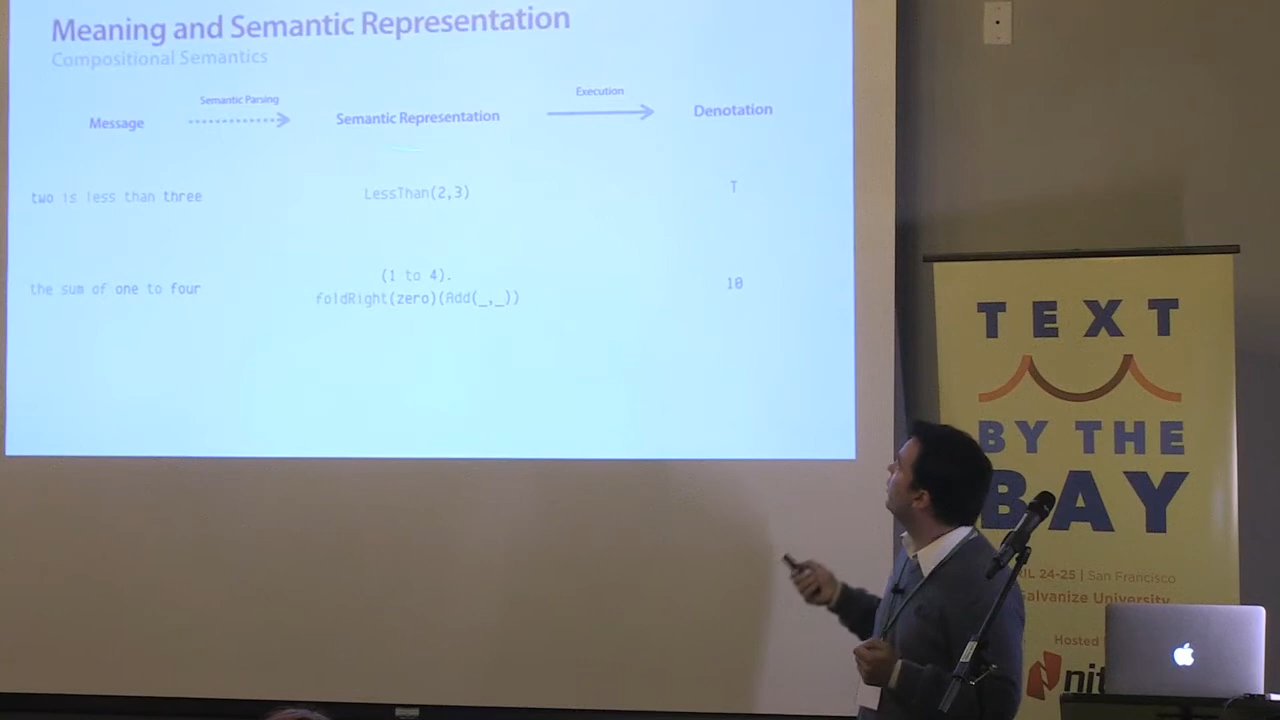 Meaning and Semantic Representation
Compositional Semantics
Semantic Parsing
Execution
Message
Semantic Representation
Denotation
two is less than three
LessThan(2,3)
T
the sum of one to four
(1 to 4).
foldRight(zero)(Add(_,_))
10
TEXT
BY THE
BAY
24-25 | San Francisco
University
Hosted